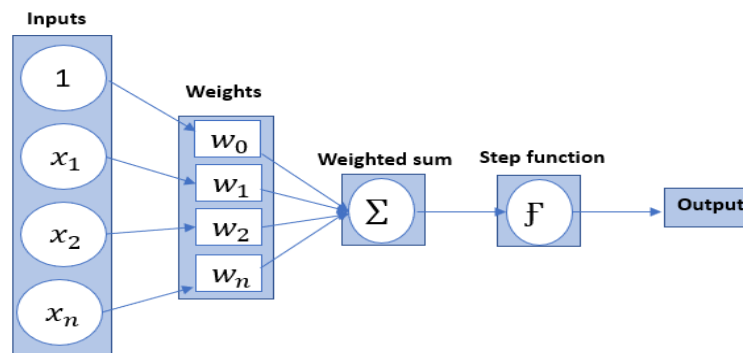 Inputs
1
x₁
x₂
xₙ
Weights
w₀
w₁
w₂
wₙ
Weighted sum
Σ
Step function
Ƒ
Output